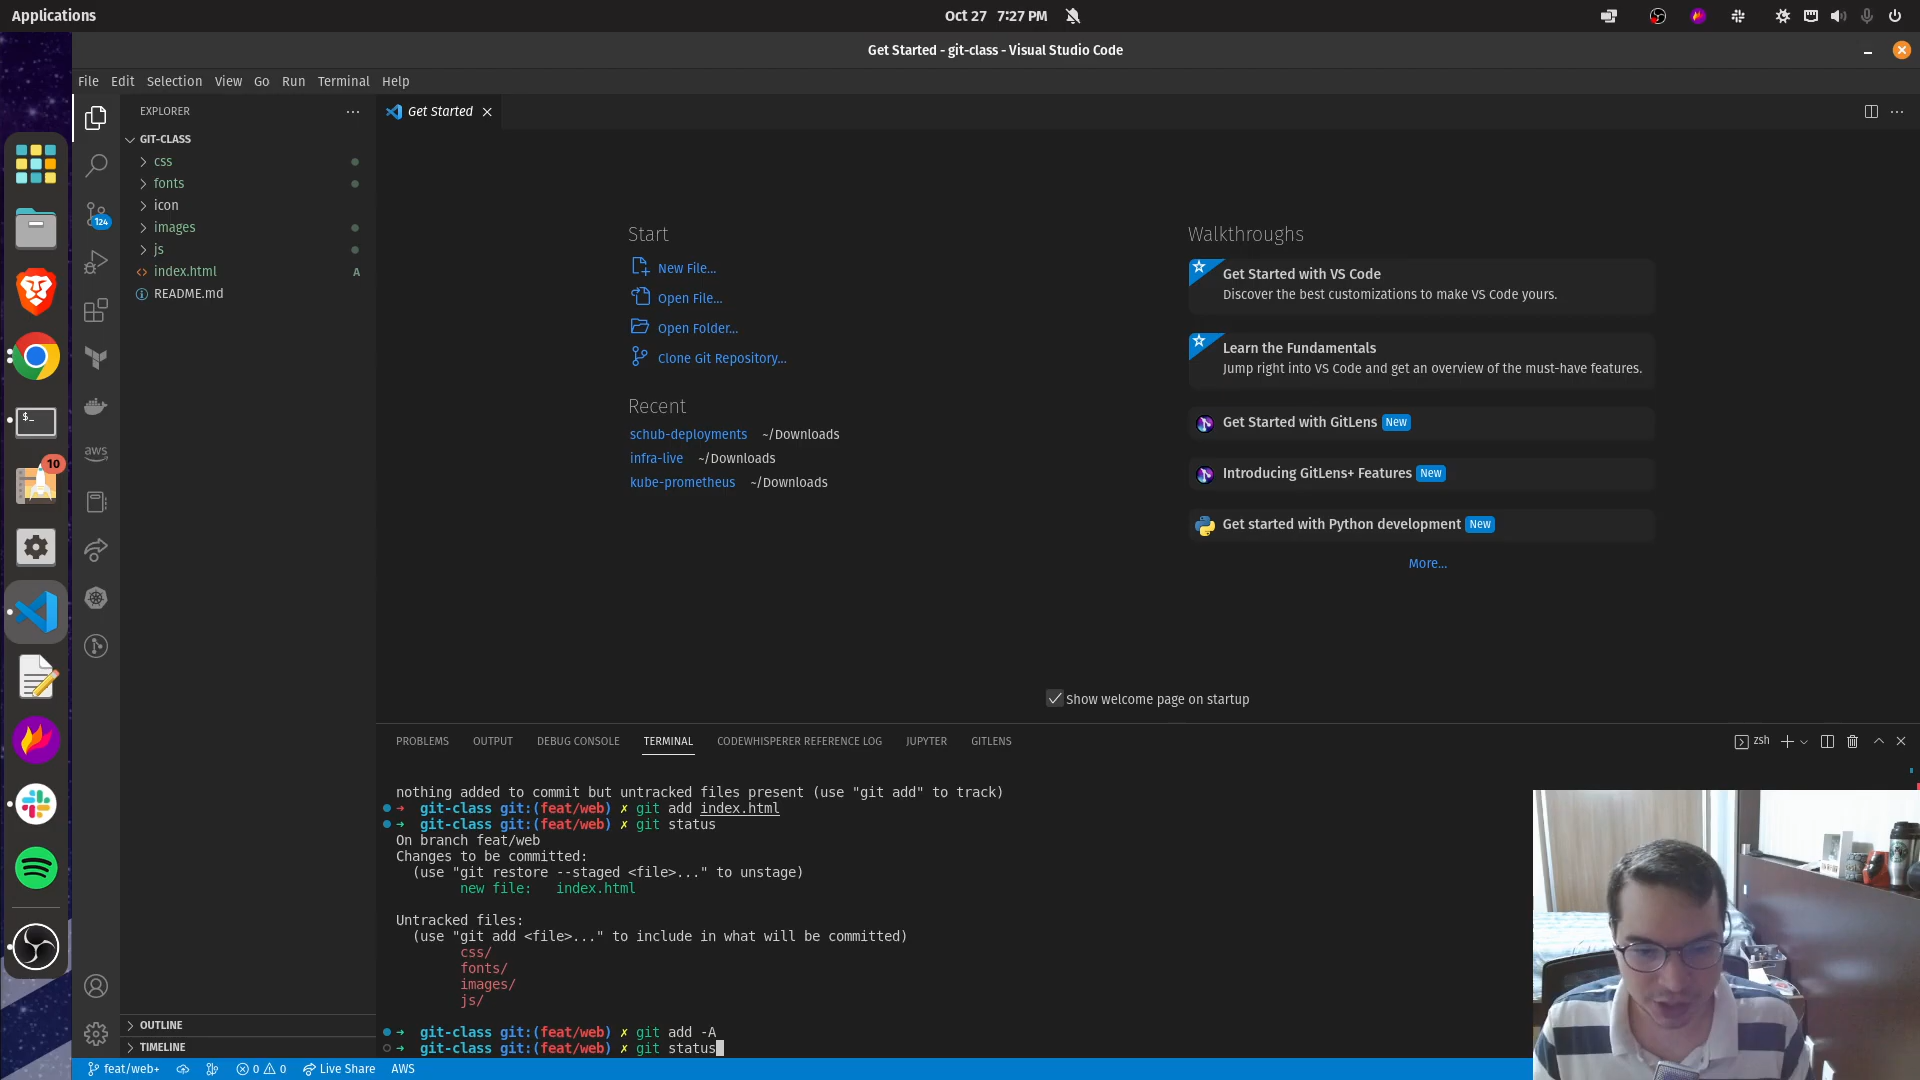 Applications
Oct 27 7:27 PM
Get Started - git-class - Visual Studio Code
File Edit Selection View Go Run Terminal Help
EXPLORER
Get Started
GIT-CLASS
css
fonts
icon
images
js
index.html A
README.md
124
aws
10
$_
OUTLINE
TIMELINE
Start
New File...
Open File...
Open Folder...
Clone Git Repository...
Recent
schub-deployments ~/Downloads
infra-live ~/Downloads
kube-prometheus ~/Downloads
Walkthroughs
Get Started with VS Code
Discover the best customizations to make VS Code yours.
Learn the Fundamentals
Jump right into VS Code and get an overview of the must-have features.
Get Started with GitLens New
Introducing GitLens+ Features New
Get started with Python development New
More...
Show welcome page on startup
PROBLEMS OUTPUT DEBUG CONSOLE TERMINAL CODEWHISPERER REFERENCE LOG JUPYTER GITLENS
zsh
nothing added to commit but untracked files present (use "git add" to track)
➜ git-class git:(feat/web) ✗ git add index.html
➜ git-class git:(feat/web) ✗ git status
On branch feat/web
Changes to be committed:
(use "git restore --staged <file>..." to unstage)
new file: index.html
Untracked files:
(use "git add <file>..." to include in what will be committed)
css/
fonts/
images/
js/
➜ git-class git:(feat/web) ✗ git add -A
➜ git-class git:(feat/web) ✗ git status
feat/web+ 0 0 Live Share AWS